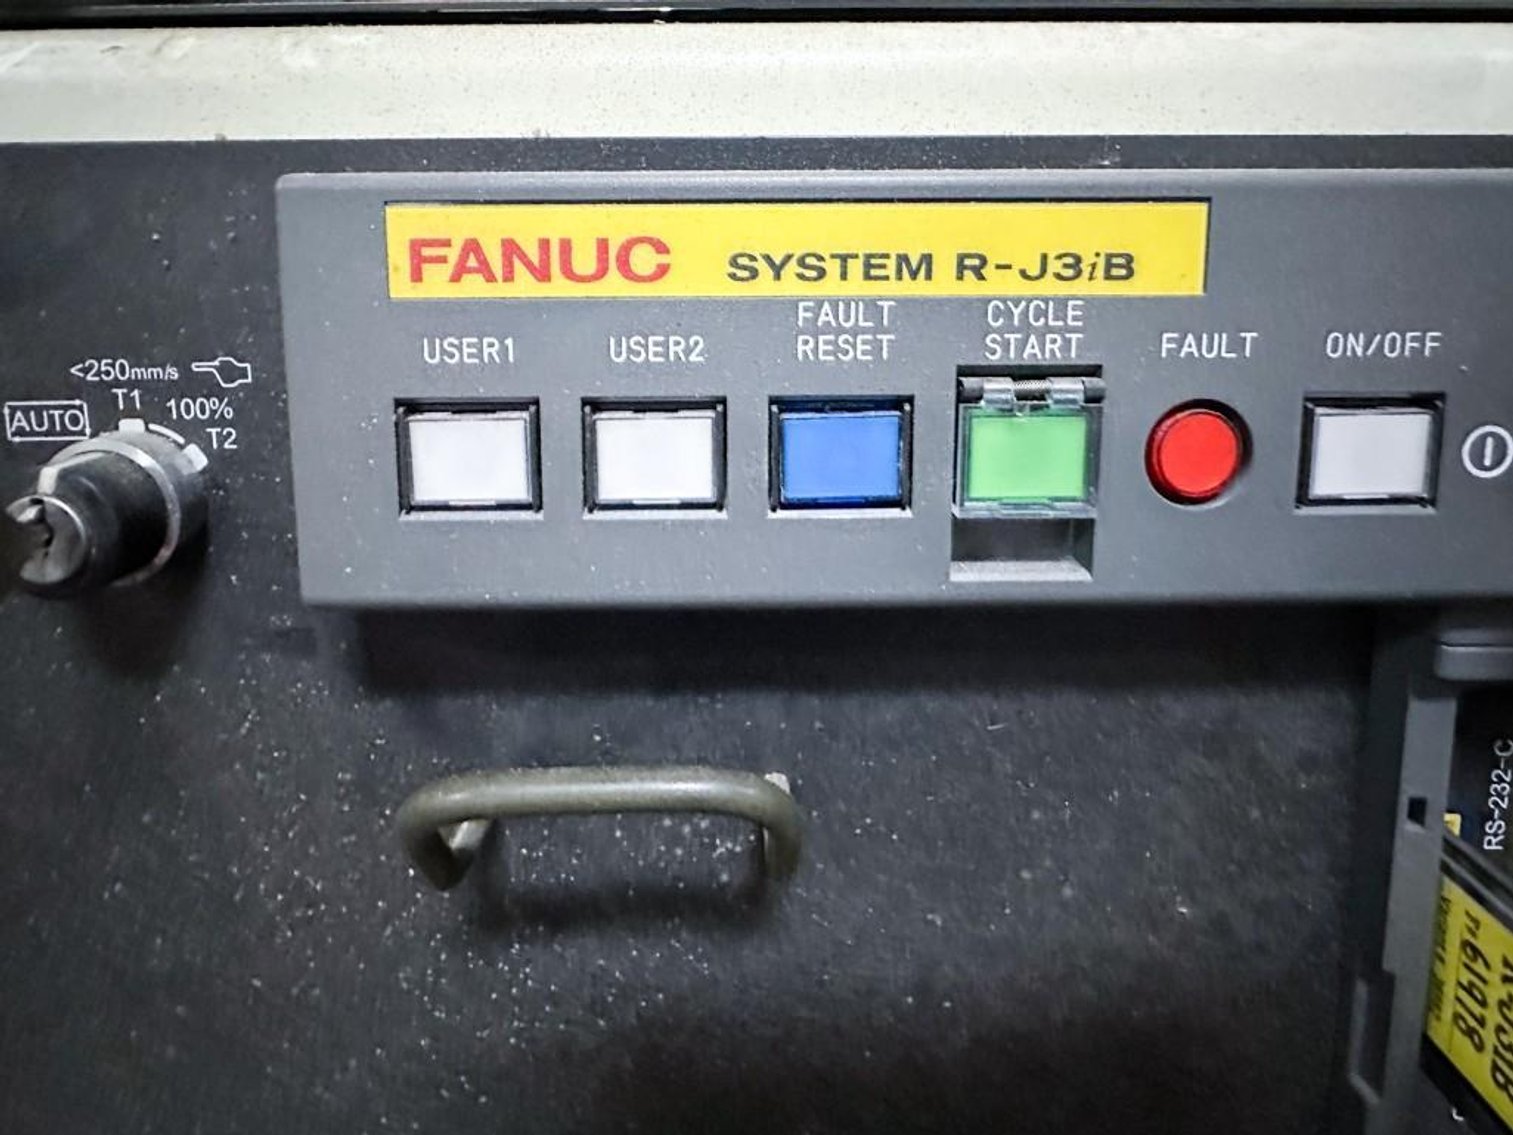 FANUC SYSTEM R-J3iB
USER1
USER2
FAULT
RESET
CYCLE
START
FAULT
ON/OFF
<250mm/s
AUTO
T1
100%
T2
RS-232-C